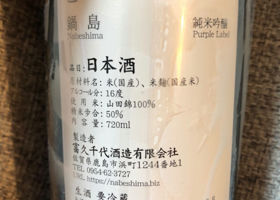 鍋島
Nabeshima
純米吟醸
Purple Label
品目:日本酒
原材料名:米(国産)、米麹(国産米)
アルコール分:16度
使用米:山田錦100%
精米歩合:50%
内容量:720ml
製造者
富久千代酒造有限会社
佐賀県鹿島市浜町1244番地1
TEL 0954-62-3727
URL https://nabeshima.biz
生酒 要冷蔵